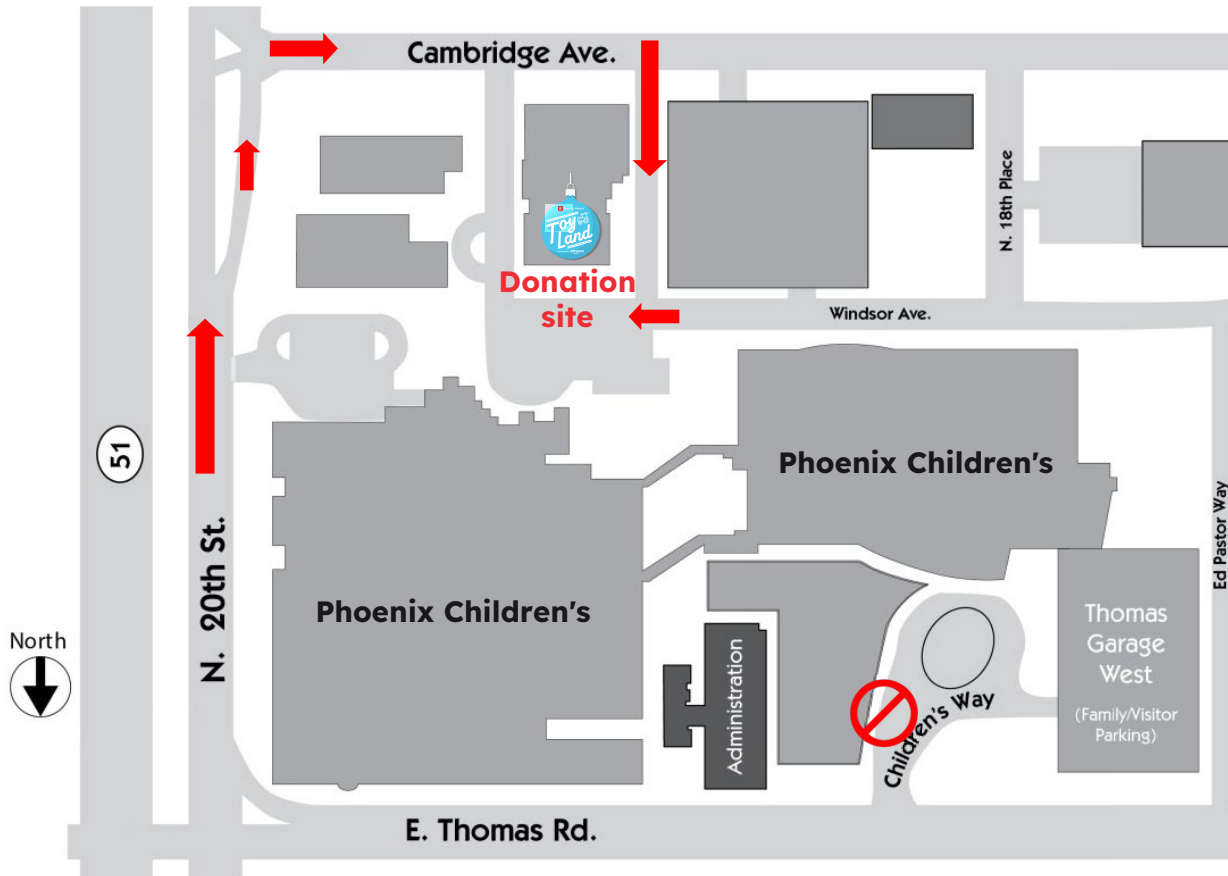 Cambridge Ave.
N. 18th Place
Toy
Land
Donation
site
Windsor Ave.
51
Phoenix Children's
Phoenix Children's
Ed Pastor Way
N. 20th St.
North
Administration
Children's Way
Thomas
Garage
West
(Family/Visitor
Parking)
E. Thomas Rd.